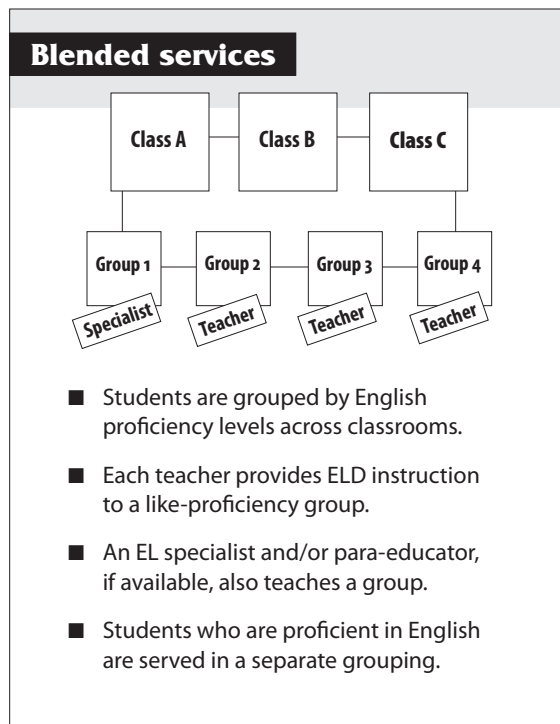 Blended services
Class A Class B Class C
Group 1 Group 2 Group 3 Group 4
Specialist Teacher Teacher Teacher
■ Students are grouped by English
proficiency levels across classrooms.
■ Each teacher provides ELD instruction
to a like-proficiency group.
■ An EL specialist and/or para-educator,
if available, also teaches a group.
■ Students who are proficient in English
are served in a separate grouping.